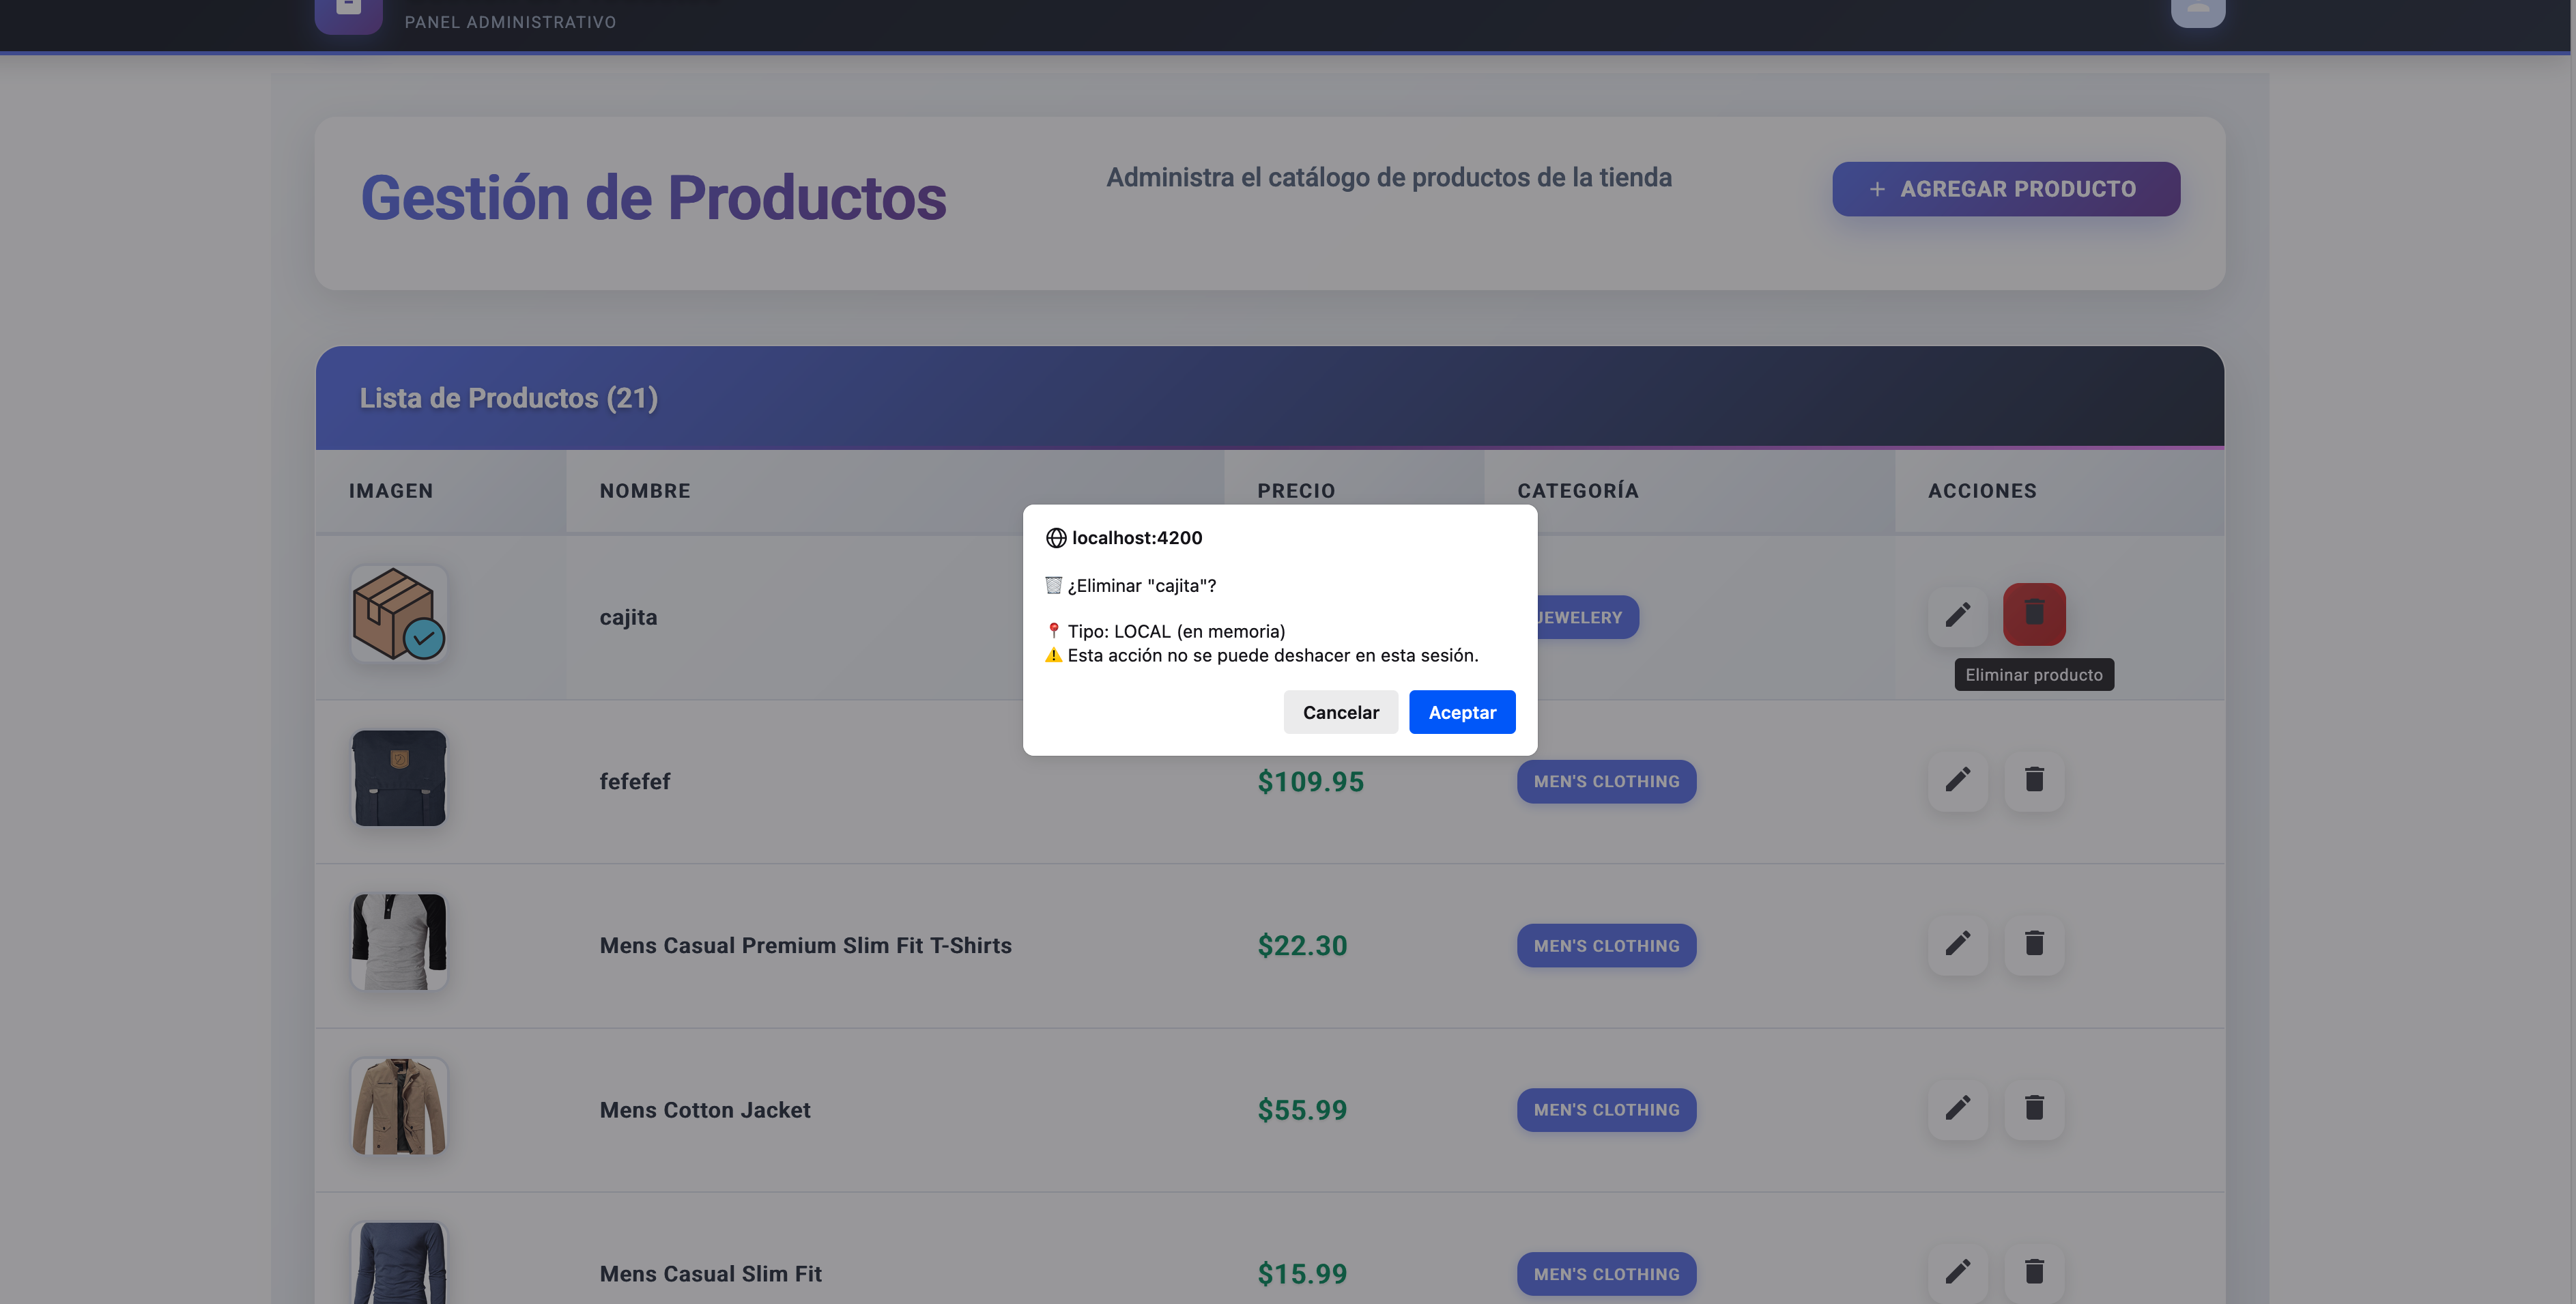 PANEL ADMINISTRATIVO
Gestión de Productos
Administra el catálogo de productos de la tienda
+ AGREGAR PRODUCTO
Lista de Productos (21)
IMAGEN NOMBRE PRECIO CATEGORÍA ACCIONES
localhost:4200
🗑️ ¿Eliminar "cajita"?
📍 Tipo: LOCAL (en memoria)
⚠️ Esta acción no se puede deshacer en esta sesión.
Cancelar Aceptar
cajita JEWELERY
Eliminar producto
fefefef $109.95 MEN'S CLOTHING
Mens Casual Premium Slim Fit T-Shirts $22.30 MEN'S CLOTHING
Mens Cotton Jacket $55.99 MEN'S CLOTHING
Mens Casual Slim Fit $15.99 MEN'S CLOTHING